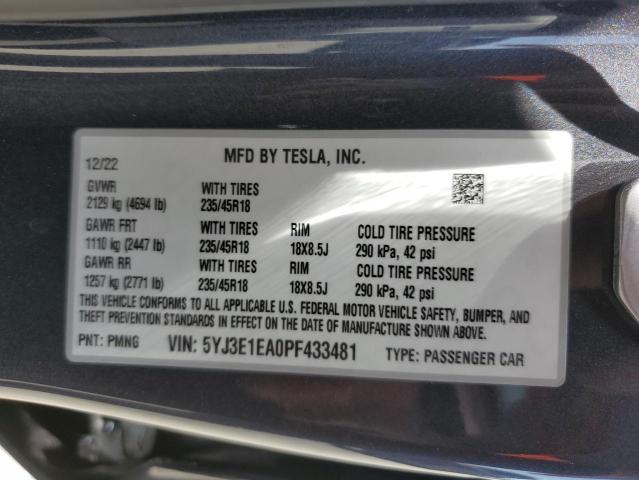 MFD BY TESLA, INC.
12/22
GVWR WITH TIRES
2129 kg (4694 lb) 235/45R18
GAWR FRT WITH TIRES RIM COLD TIRE PRESSURE
1110 kg (2447 lb) 235/45R18 18X8.5J 290 kPa, 42 psi
GAWR RR WITH TIRES RIM COLD TIRE PRESSURE
1257 kg (2771 lb) 235/45R18 18X8.5J 290 kPa, 42 psi
THIS VEHICLE CONFORMS TO ALL APPLICABLE U.S. FEDERAL MOTOR VEHICLE SAFETY, BUMPER, AND
THEFT PREVENTION STANDARDS IN EFFECT ON THE DATE OF MANUFACTURE SHOWN ABOVE.
PNT: PMNG VIN: 5YJ3E1EA0PF433481 TYPE: PASSENGER CAR